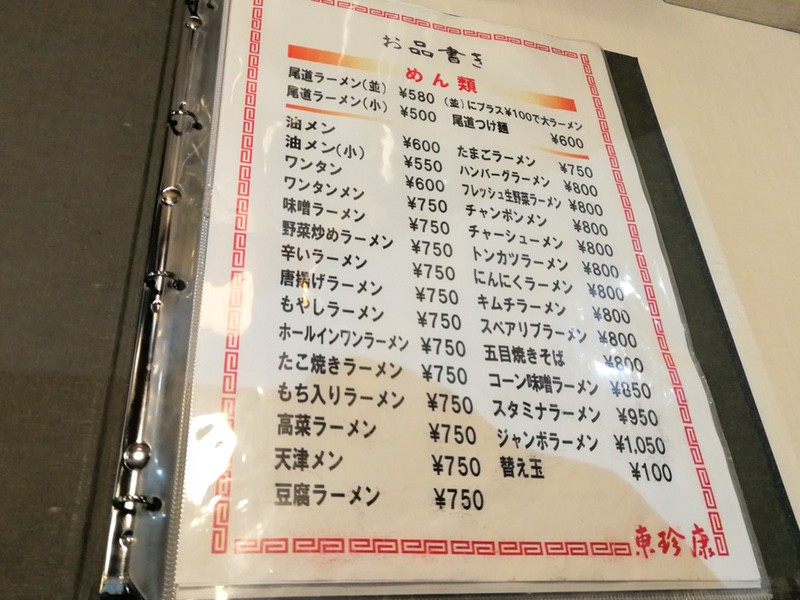 お品書き
めん類
尾道ラーメン(並) ¥580 (並)にプラス¥100で大ラーメン
尾道ラーメン(小) ¥500 尾道つけ麺 ¥600
油メン ¥600
油メン(小) ¥550
ワンタン ¥600
ワンタンメン ¥750
味噌ラーメン ¥750
野菜炒めラーメン ¥750
辛いラーメン ¥750
唐揚げラーメン ¥750
もやしラーメン ¥750
ホールインワンラーメン ¥750
たこ焼きラーメン ¥750
もち入りラーメン ¥750
高菜ラーメン ¥750
天津メン ¥750
豆腐ラーメン ¥750
たまごラーメン ¥750
ハンバーグラーメン ¥800
フレッシュ生野菜ラーメン ¥800
チャンポンメン ¥800
チャーシューメン ¥800
トンカツラーメン ¥800
にんにくラーメン ¥800
キムチラーメン ¥800
スペアリブラーメン ¥800
五目焼きそば ¥800
コーン味噌ラーメン ¥850
スタミナラーメン ¥950
ジャンボラーメン ¥1,050
替え玉 ¥100
東珍康